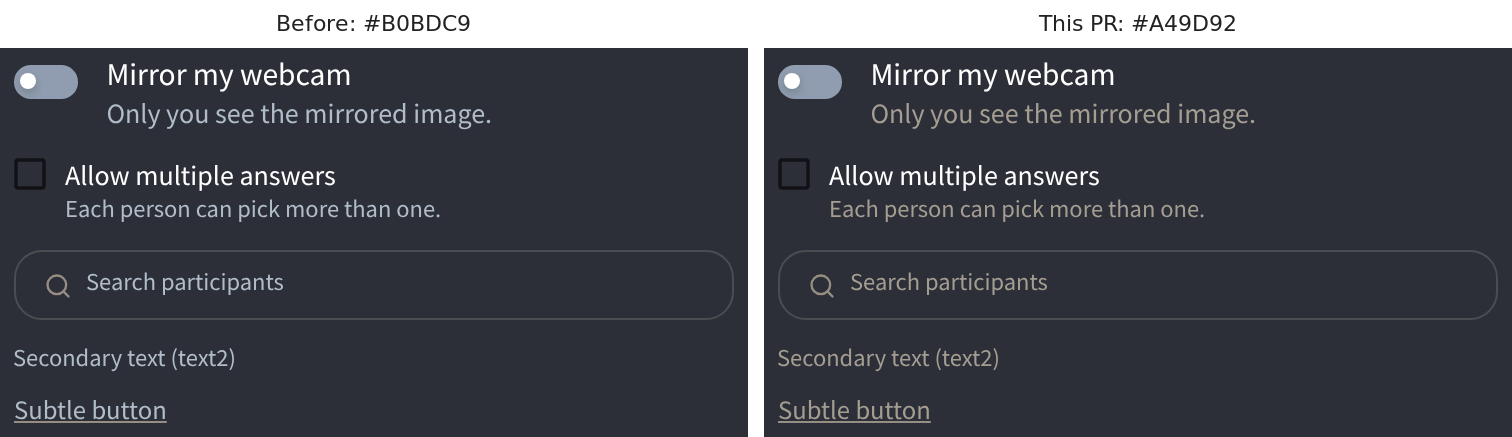 Before: #B0BDC9
Mirror my webcam
Only you see the mirrored image.
Allow multiple answers
Each person can pick more than one.
Search participants
Secondary text (text2)
Subtle button
This PR: #A49D92
Mirror my webcam
Only you see the mirrored image.
Allow multiple answers
Each person can pick more than one.
Search participants
Secondary text (text2)
Subtle button